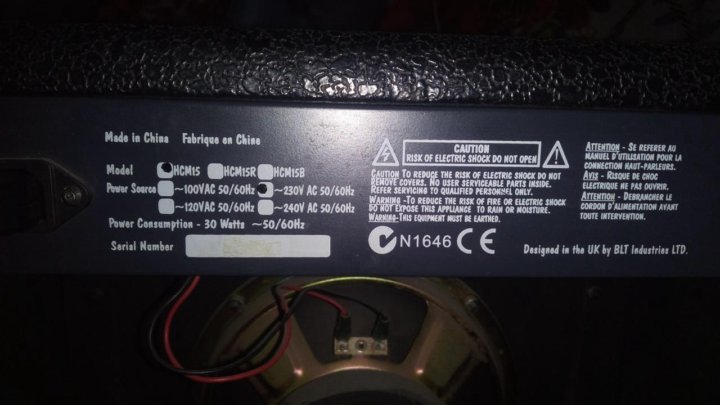 Made in China Fabrique en Chine
Model HCM15 HCM15R HCM15B
Power Source ~100VAC 50/60Hz ~230V AC 50/60Hz
~120VAC 50/60Hz ~240V AC 50/60Hz
Power Consumption - 30 Watts ~50/60Hz
Serial Number
CAUTION
RISK OF ELECTRIC SHOCK DO NOT OPEN
CAUTION TO REDUCE THE RISK OF ELECTRIC SHOCK DO NOT
REMOVE COVERS. NO USER SERVICEABLE PARTS INSIDE.
REFER SERVICING TO QUALIFIED PERSONNEL ONLY.
WARNING -TO REDUCE THE RISK OF FIRE OR ELECTRIC SHOCK
DO NOT EXPOSE THIS APPLIANCE TO RAIN OR MOISTURE.
WARNING-THIS EQUIPMENT MUST BE EARTHED.
N1646 CE
ATTENTION - SE REFERER AU
MANUEL D'UTILISATION POUR LA
CONNECTION HAUT-PARLEURS.
AVIS - RISQUE DE CHOC
ELECTRIQUE NE PAS OUVRIR.
ATTENTION - DEBRANCHER LE
CORDON D'ALIMENTATION AVANT
TOUTE INTERVENTION.
Designed in the UK by BLT Industries LTD.